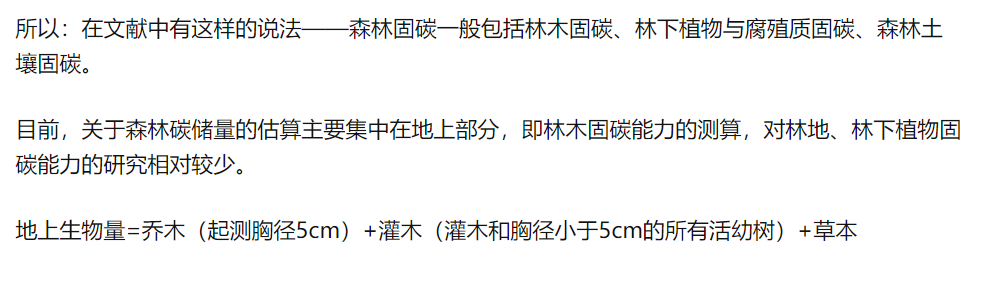 所以：在文献中有这样的说法——森林固碳一般包括林木固碳、林下植物与腐殖质固碳、森林土
壤固碳。
目前，关于森林碳储量的估算主要集中在地上部分，即林木固碳能力的测算，对林地、林下植物固
碳能力的研究相对较少。
地上生物量=乔木（起测胸径5cm）+灌木（灌木和胸径小于5cm的所有活幼树）+草本